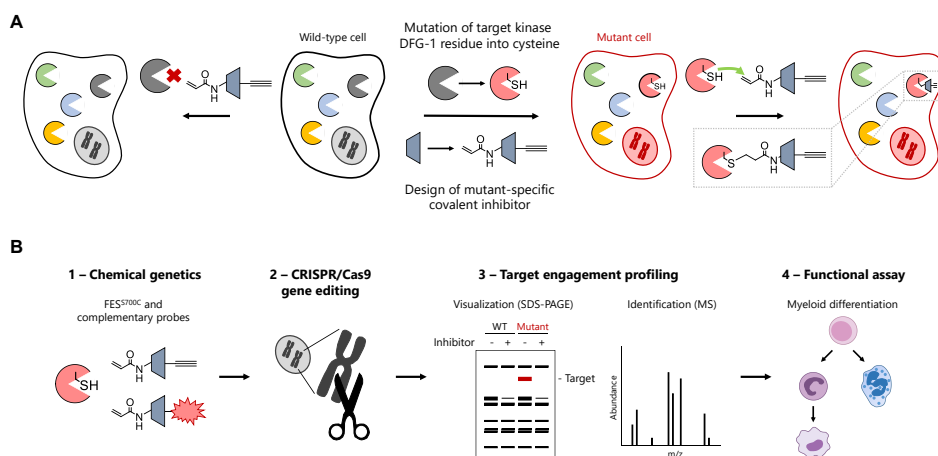 A
Wild-type cell
Mutation of target kinase
DFG-1 residue into cysteine
Mutant cell
O
N
H
SH
O
N
H
SH
SH
O
N
H
Design of mutant-specific
covalent inhibitor
S
O
N
H
B
1 – Chemical genetics
2 – CRISPR/Cas9
gene editing
3 – Target engagement profiling
4 – Functional assay
FES^S700C and
complementary probes
Visualization (SDS-PAGE)
Identification (MS)
Myeloid differentiation
WT Mutant
Inhibitor - + - +
- Target
SH
O
N
H
O
N
H
Abundance
m/z